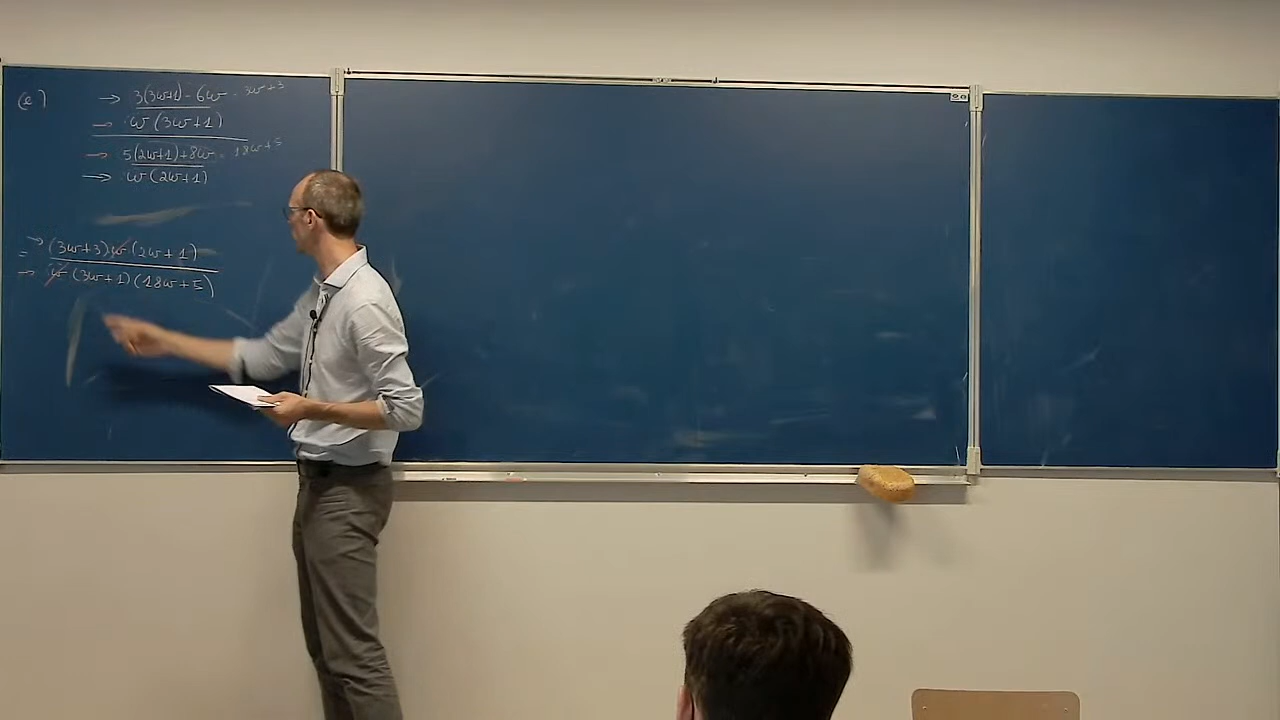 (e) → 3(3w+1) - 6w = 3w+3
→ w (3w+1)
→ 5(2w+1)+8w = 18w+5
→ w (2w+1)
= → (3w+3) w (2w+1)
→ w (3w+1) (18w+5)